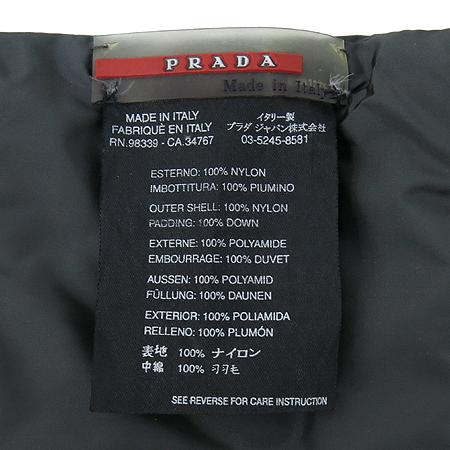 PRADA
Made in Italy
MADE IN ITALY
FABRIQUÉ EN ITALY
RN.98339 - CA.34767
イタリー製
プラダ ジャパン株式会社
03-5245-8581
ESTERNO: 100% NYLON
IMBOTTITURA: 100% PIUMINO
OUTER SHELL: 100% NYLON
PADDING: 100% DOWN
EXTERNE: 100% POLYAMIDE
EMBOURRAGE: 100% DUVET
AUSSEN: 100% POLYAMID
FÜLLUNG: 100% DAUNEN
EXTERIOR: 100% POLIAMIDA
RELLENO: 100% PLUMÓN
表地 100% ナイロン
中綿 100% 羽毛
SEE REVERSE FOR CARE INSTRUCTION